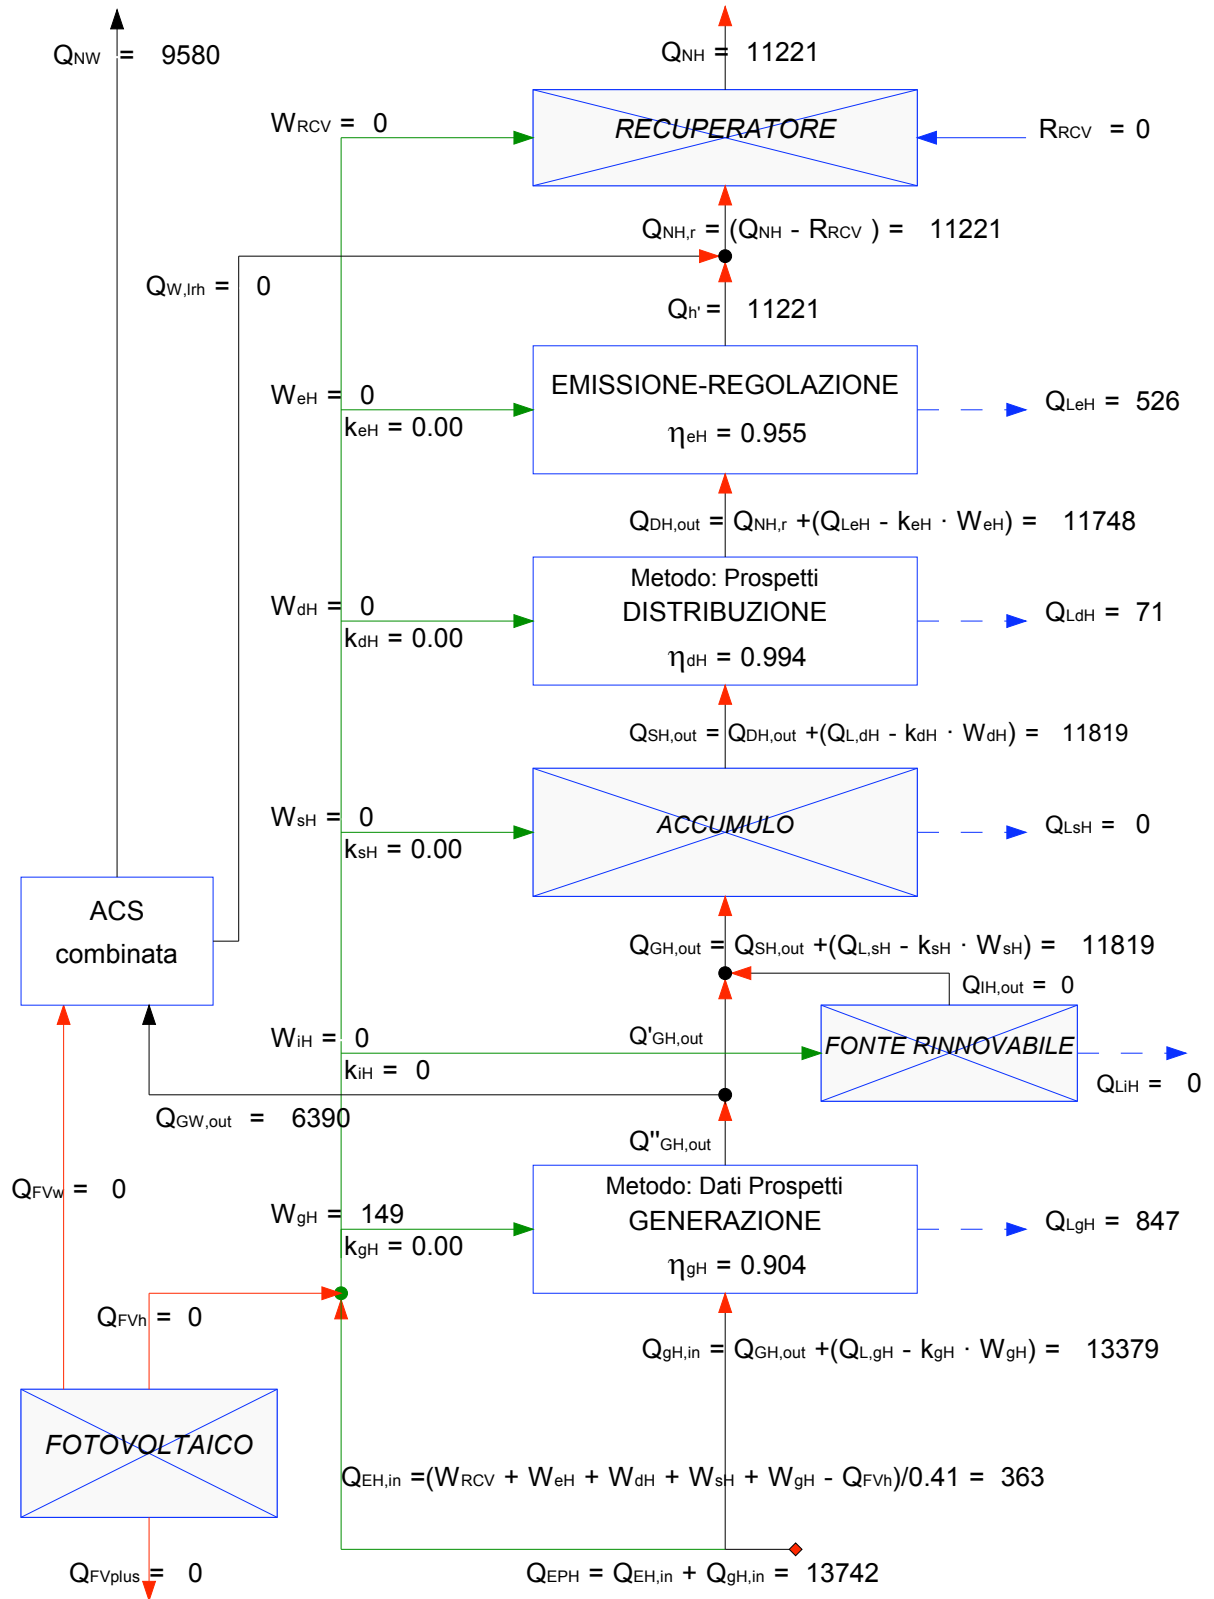 QNW = 9580
QNH = 11221
WRCV = 0
RECUPERATORE
RRCV = 0
QNH,r = (QNH - RRCV ) = 11221
QW,lrh = 0
Qh' = 11221
EMISSIONE-REGOLAZIONE
ηeH = 0.955
WeH = 0
keH = 0.00
QLeH = 526
QDH,out = QNH,r +(QLeH - keH · WeH) = 11748
Metodo: Prospetti
DISTRIBUZIONE
ηdH = 0.994
WdH = 0
kdH = 0.00
QLdH = 71
QSH,out = QDH,out +(QL,dH - kdH · WdH) = 11819
WsH = 0
ksH = 0.00
ACCUMULO
QLsH = 0
ACS
combinata
QGH,out = QSH,out +(QL,sH - ksH · WsH) = 11819
QIH,out = 0
WiH = 0
kiH = 0
Q'GH,out
FONTE RINNOVABILE
QLiH = 0
QGW,out = 6390
Q"GH,out
QFVw = 0
Metodo: Dati Prospetti
GENERAZIONE
ηgH = 0.904
WgH = 149
kgH = 0.00
QLgH = 847
QFVh = 0
QgH,in = QGH,out +(QL,gH - kgH · WgH) = 13379
FOTOVOLTAICO
QEH,in =(WRCV + WeH + WdH + WsH + WgH - QFVh)/0.41 = 363
QFVplus = 0
QEPH = QEH,in + QgH,in = 13742